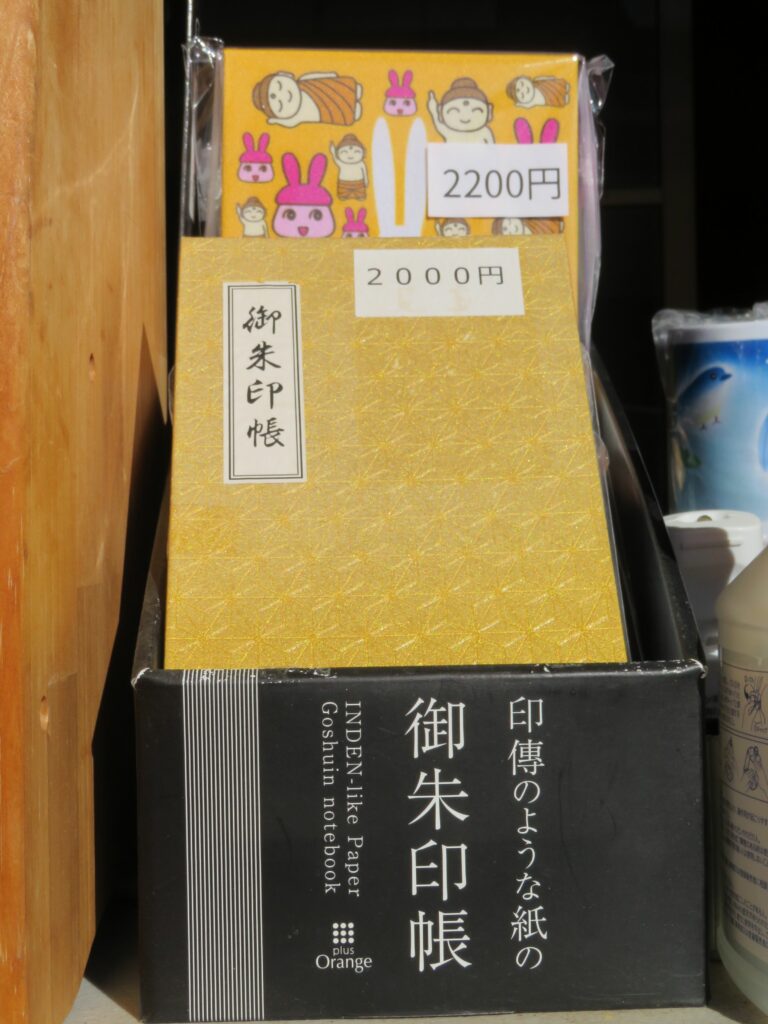 2200円
2000円
御朱印帳
印傳のような紙の
御朱印帳
INDEN-like Paper
Goshuin notebook
plus
Orange